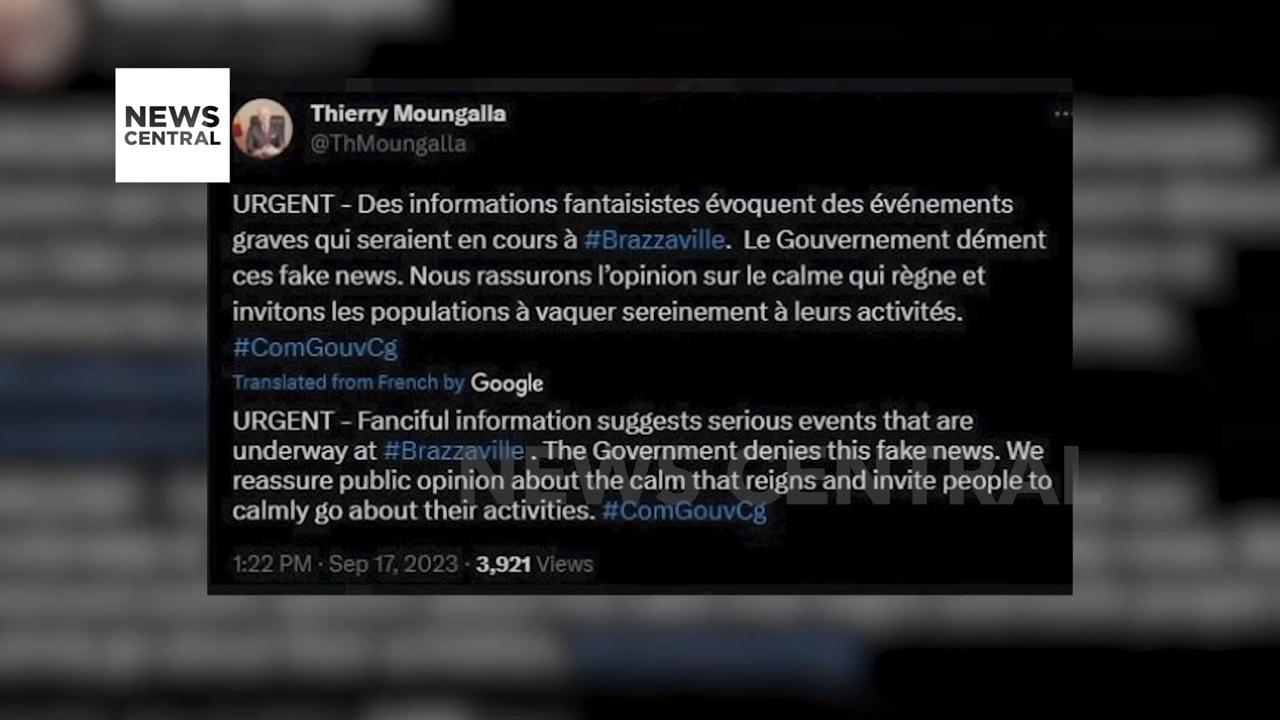 NEWS
CENTRAL
Thierry Moungalla
@ThMoungalla
URGENT - Des informations fantaisistes évoquent des événements
graves qui seraient en cours à #Brazzaville. Le Gouvernement dément
ces fake news. Nous rassurons l’opinion sur le calme qui règne et
invitons les populations à vaquer sereinement à leurs activités.
#ComGouvCg
Translated from French by Google
URGENT - Fanciful information suggests serious events that are
underway at #Brazzaville . The Government denies this fake news. We
reassure public opinion about the calm that reigns and invite people to
calmly go about their activities. #ComGouvCg
NEWS CENTRAL
1:22 PM · Sep 17, 2023 · 3,921 Views